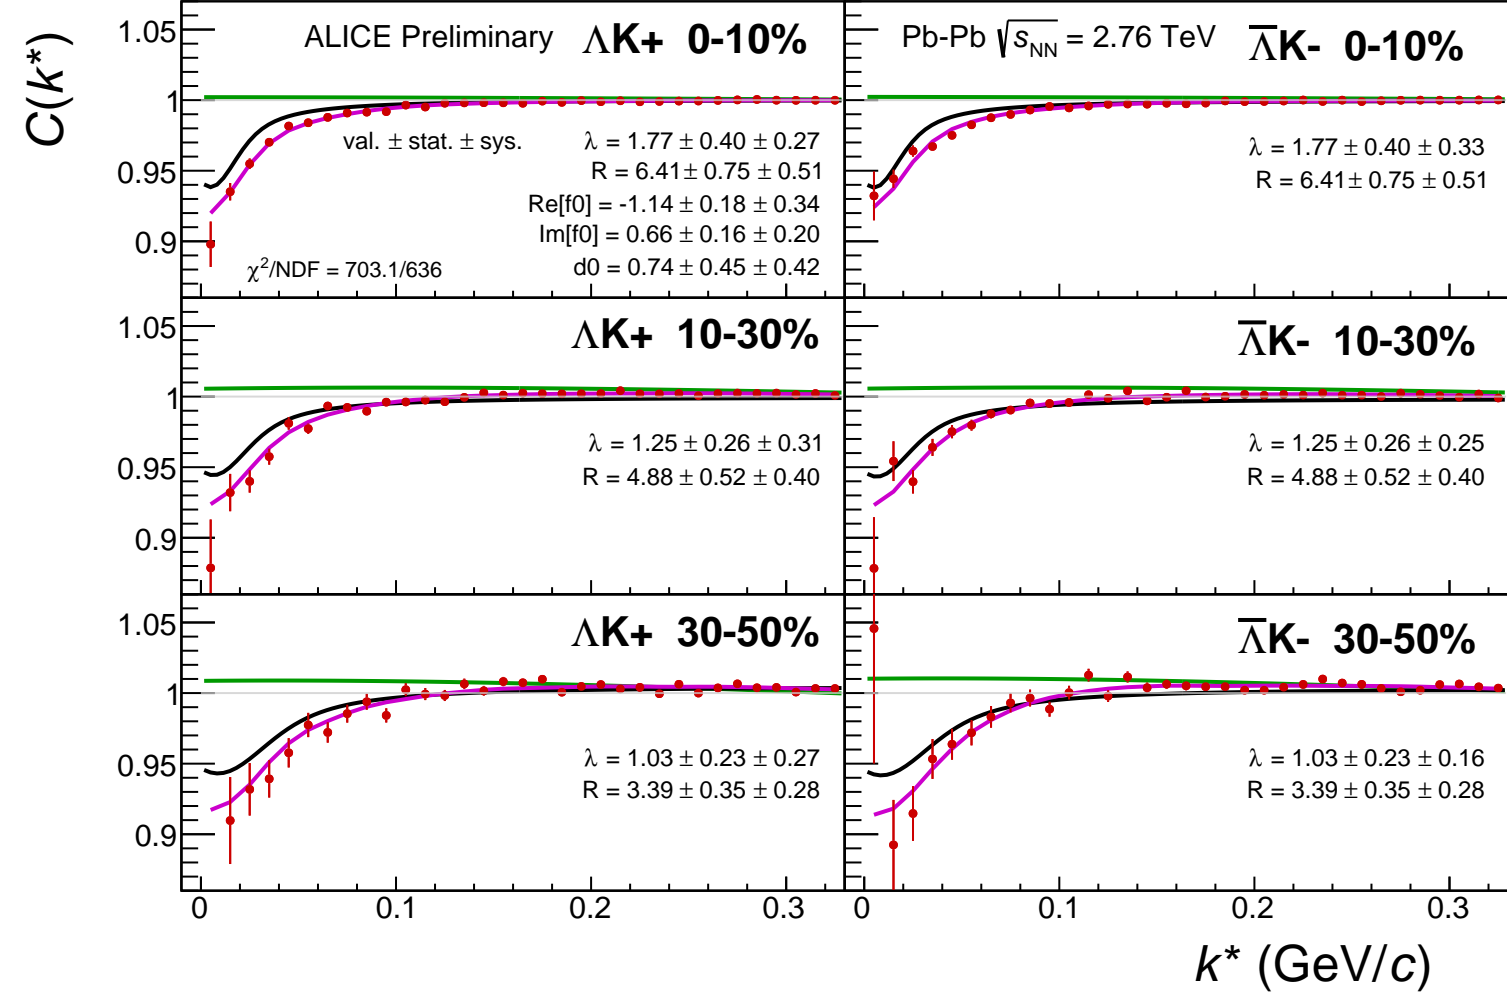 C(k*)
ALICE Preliminary ΛK+ 0-10%
val. ± stat. ± sys.
λ = 1.77 ± 0.40 ± 0.27
R = 6.41± 0.75 ± 0.51
Re[f0] = -1.14 ± 0.18 ± 0.34
Im[f0] = 0.66 ± 0.16 ± 0.20
d0 = 0.74 ± 0.45 ± 0.42
χ²/NDF = 703.1/636
1.05
1
0.95
0.9
Pb-Pb √sNN = 2.76 TeV Λ̅K- 0-10%
λ = 1.77 ± 0.40 ± 0.33
R = 6.41± 0.75 ± 0.51
ΛK+ 10-30%
λ = 1.25 ± 0.26 ± 0.31
R = 4.88 ± 0.52 ± 0.40
1.05
1
0.95
0.9
Λ̅K- 10-30%
λ = 1.25 ± 0.26 ± 0.25
R = 4.88 ± 0.52 ± 0.40
ΛK+ 30-50%
λ = 1.03 ± 0.23 ± 0.27
R = 3.39 ± 0.35 ± 0.28
1.05
1
0.95
0.9
Λ̅K- 30-50%
λ = 1.03 ± 0.23 ± 0.16
R = 3.39 ± 0.35 ± 0.28
0 0.1 0.2 0.3
0 0.1 0.2 0.3
k* (GeV/c)